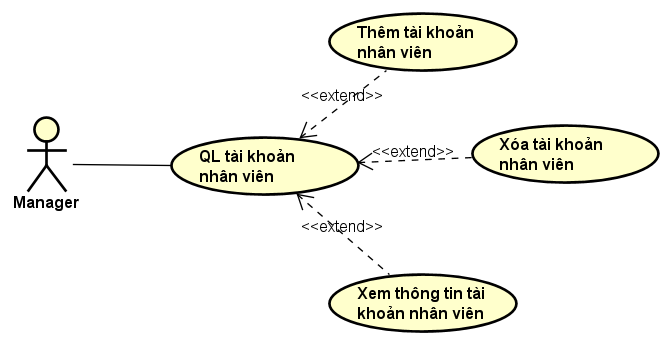 Thêm tài khoản
nhân viên
<<extend>>
Xóa tài khoản
nhân viên
<<extend>>
QL tài khoản
nhân viên
Manager
<<extend>>
Xem thông tin tài
khoản nhân viên